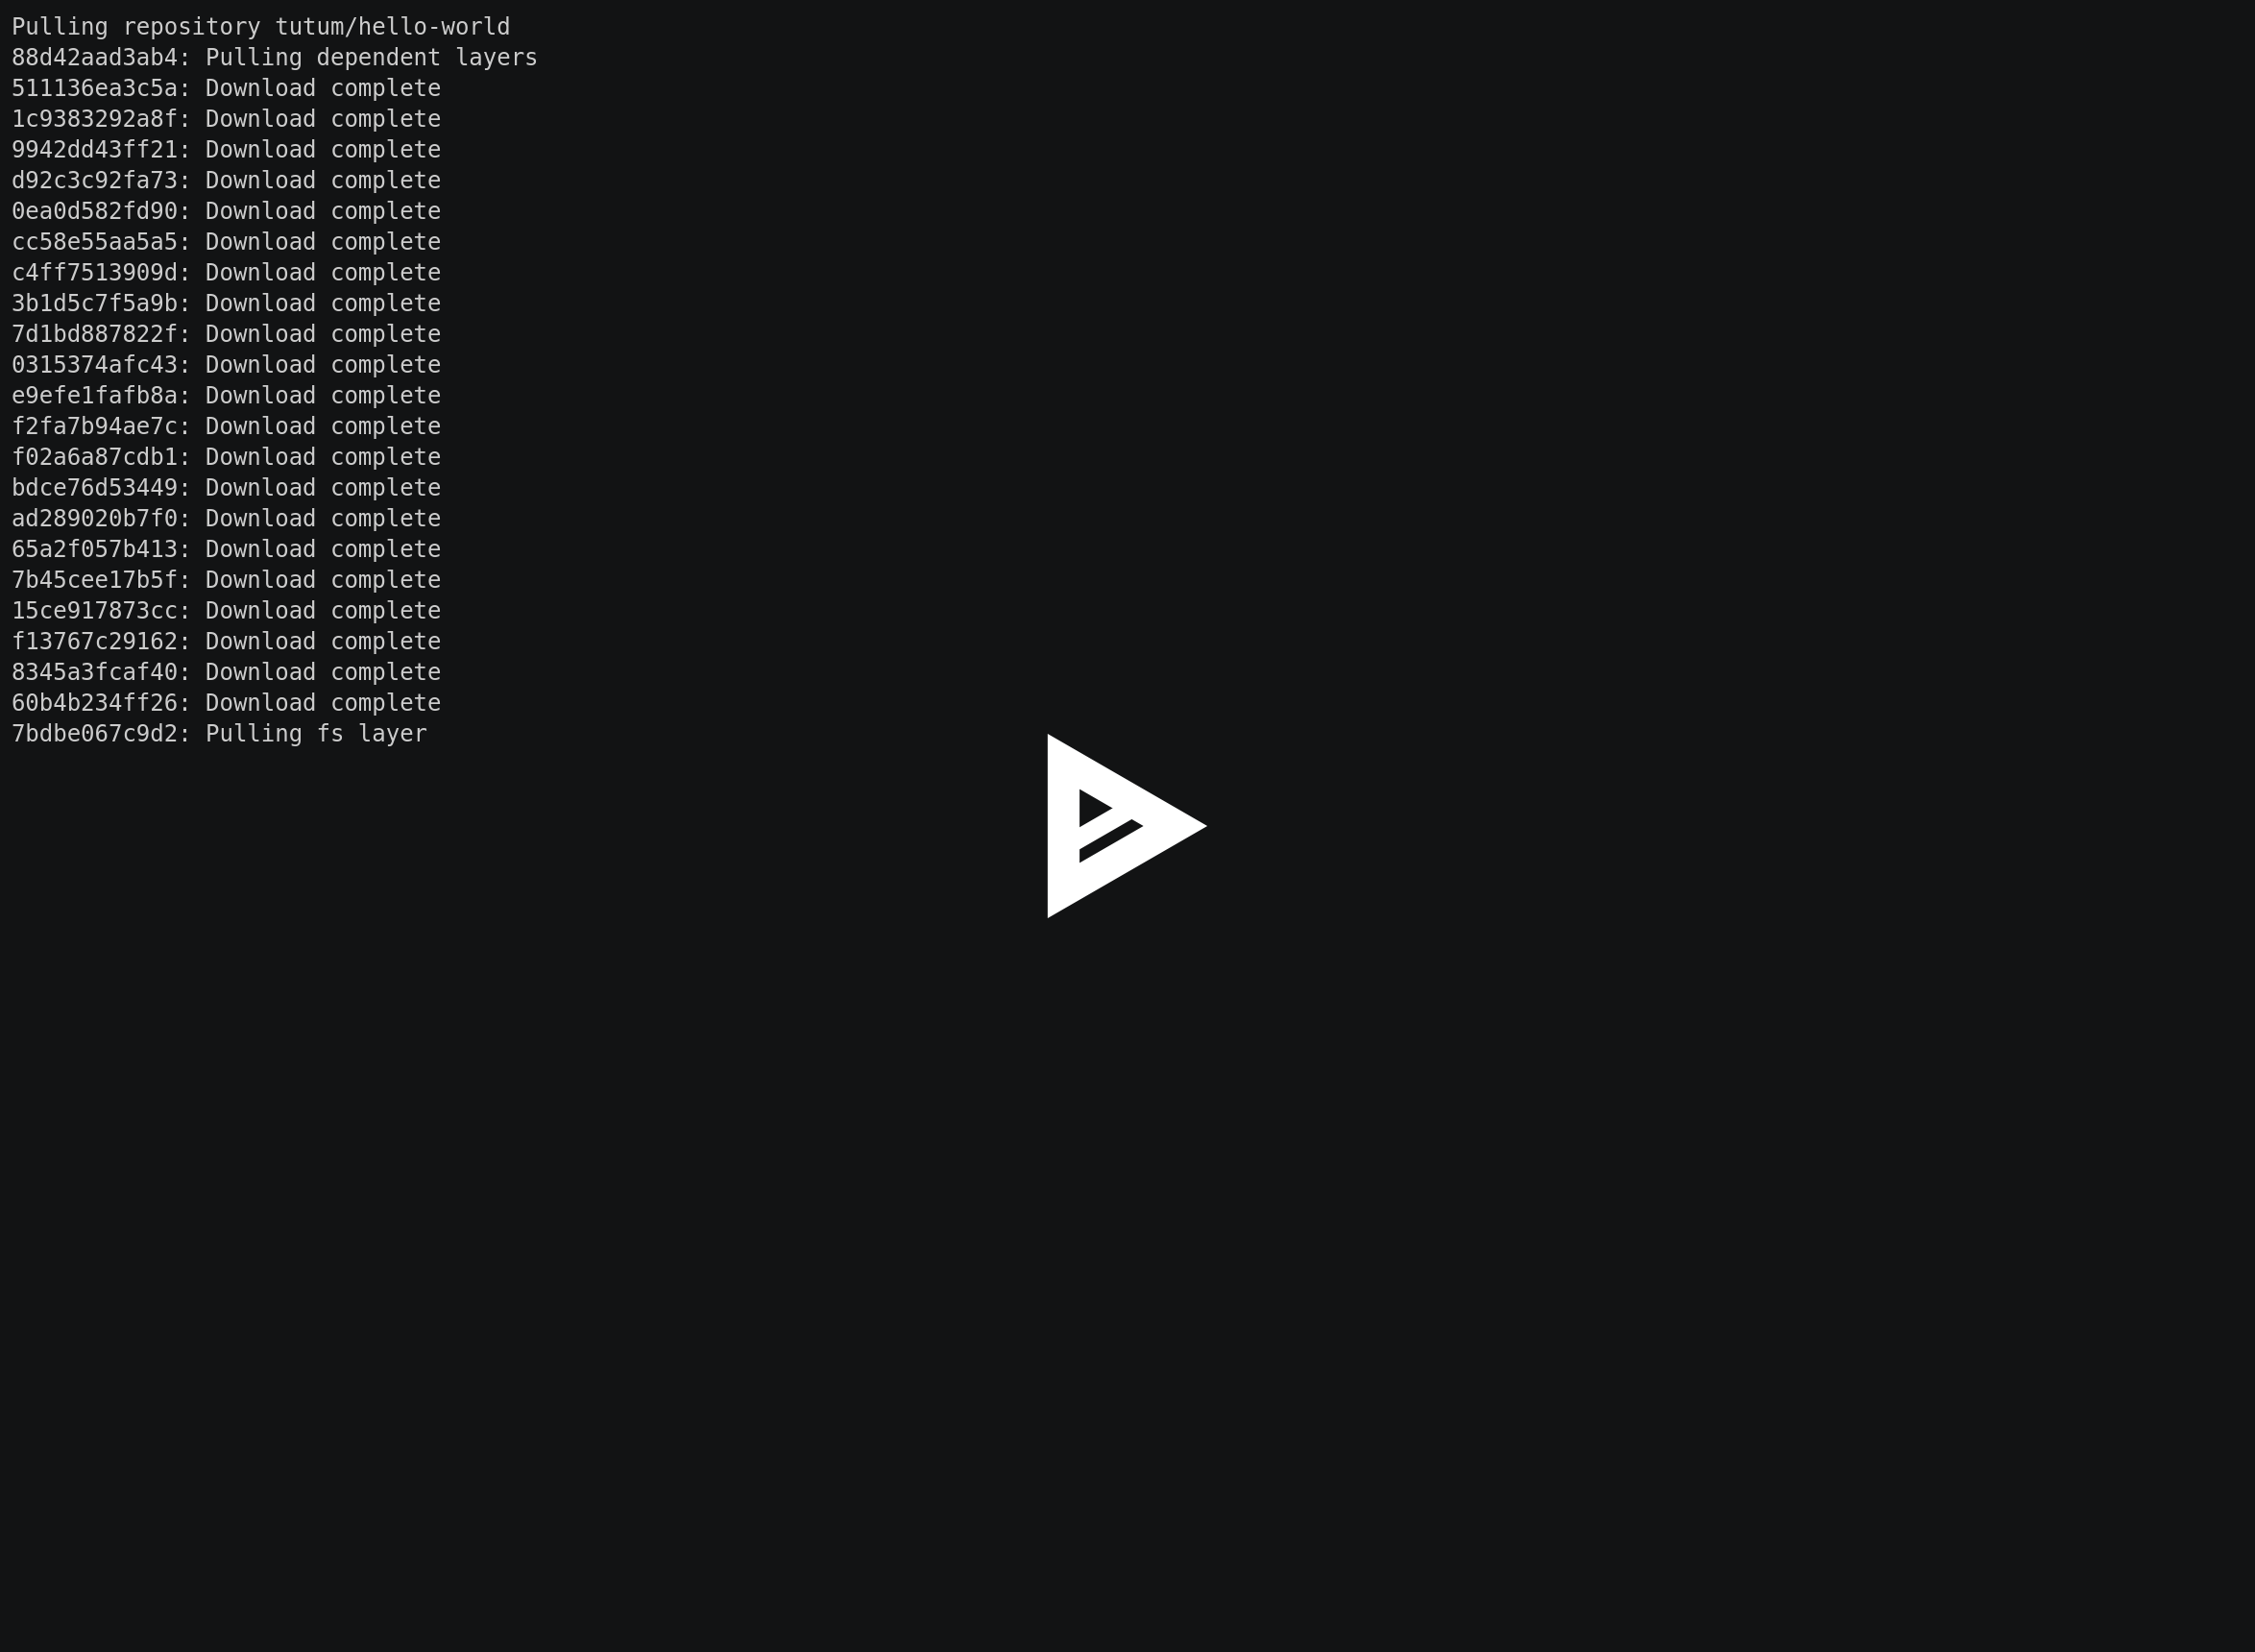 Pulling repository tutum/hello-world
88d42aad3ab4: Pulling dependent layers
511136ea3c5a: Download complete
1c9383292a8f: Download complete
9942dd43ff21: Download complete
d92c3c92fa73: Download complete
0ea0d582fd90: Download complete
cc58e55aa5a5: Download complete
c4ff7513909d: Download complete
3b1d5c7f5a9b: Download complete
7d1bd887822f: Download complete
0315374afc43: Download complete
e9efe1fafb8a: Download complete
f2fa7b94ae7c: Download complete
f02a6a87cdb1: Download complete
bdce76d53449: Download complete
ad289020b7f0: Download complete
65a2f057b413: Download complete
7b45cee17b5f: Download complete
15ce917873cc: Download complete
f13767c29162: Download complete
8345a3fcaf40: Download complete
60b4b234ff26: Download complete
7bdbe067c9d2: Pulling fs layer